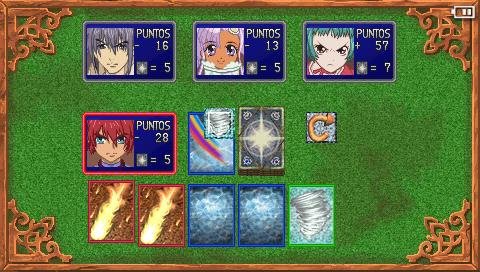 PUNTOS
- 16
= 5
PUNTOS
- 13
= 5
PUNTOS
+ 57
= 7
PUNTOS
- 28
= 5
C